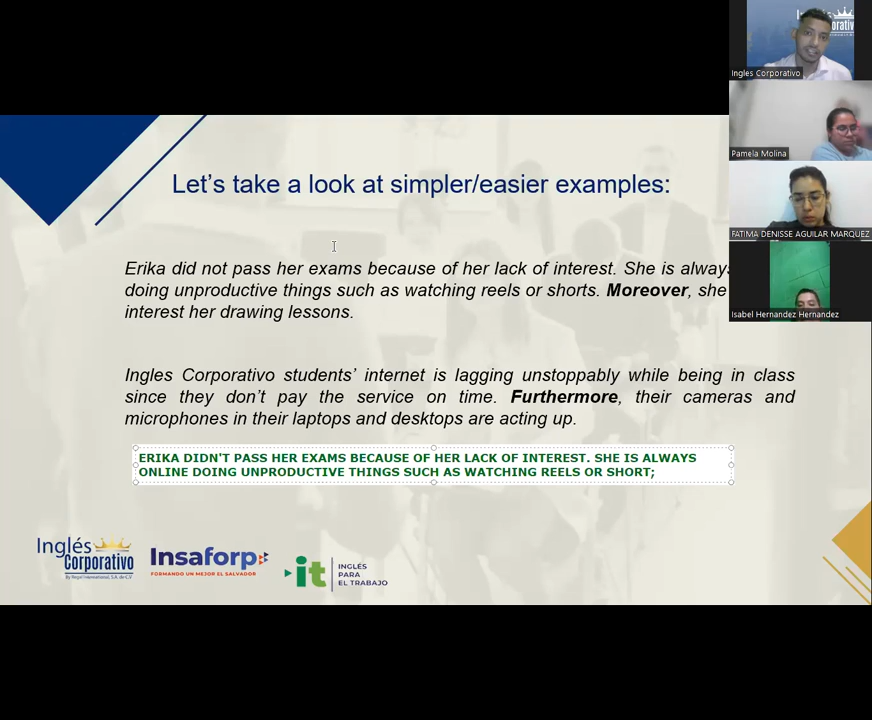 Ingles Corporativo
Pamela Molina
FATIMA DENISSE AGUILAR MARQUEZ
Isabel Hernandez Hernandez
Let's take a look at simpler/easier examples:
Erika did not pass her exams because of her lack of interest. She is always
doing unproductive things such as watching reels or shorts. Moreover, she
interest her drawing lessons.
Ingles Corporativo students' internet is lagging unstoppably while being in class
since they don't pay the service on time. Furthermore, their cameras and
microphones in their laptops and desktops are acting up.
ERIKA DIDN'T PASS HER EXAMS BECAUSE OF HER LACK OF INTEREST. SHE IS ALWAYS
ONLINE DOING UNPRODUCTIVE THINGS SUCH AS WATCHING REELS OR SHORT;
Inglés
Corporativo
Insaforp
FORMANDO UN MEJOR EL SALVADOR
it
INGLÉS
PARA
EL TRABAJO